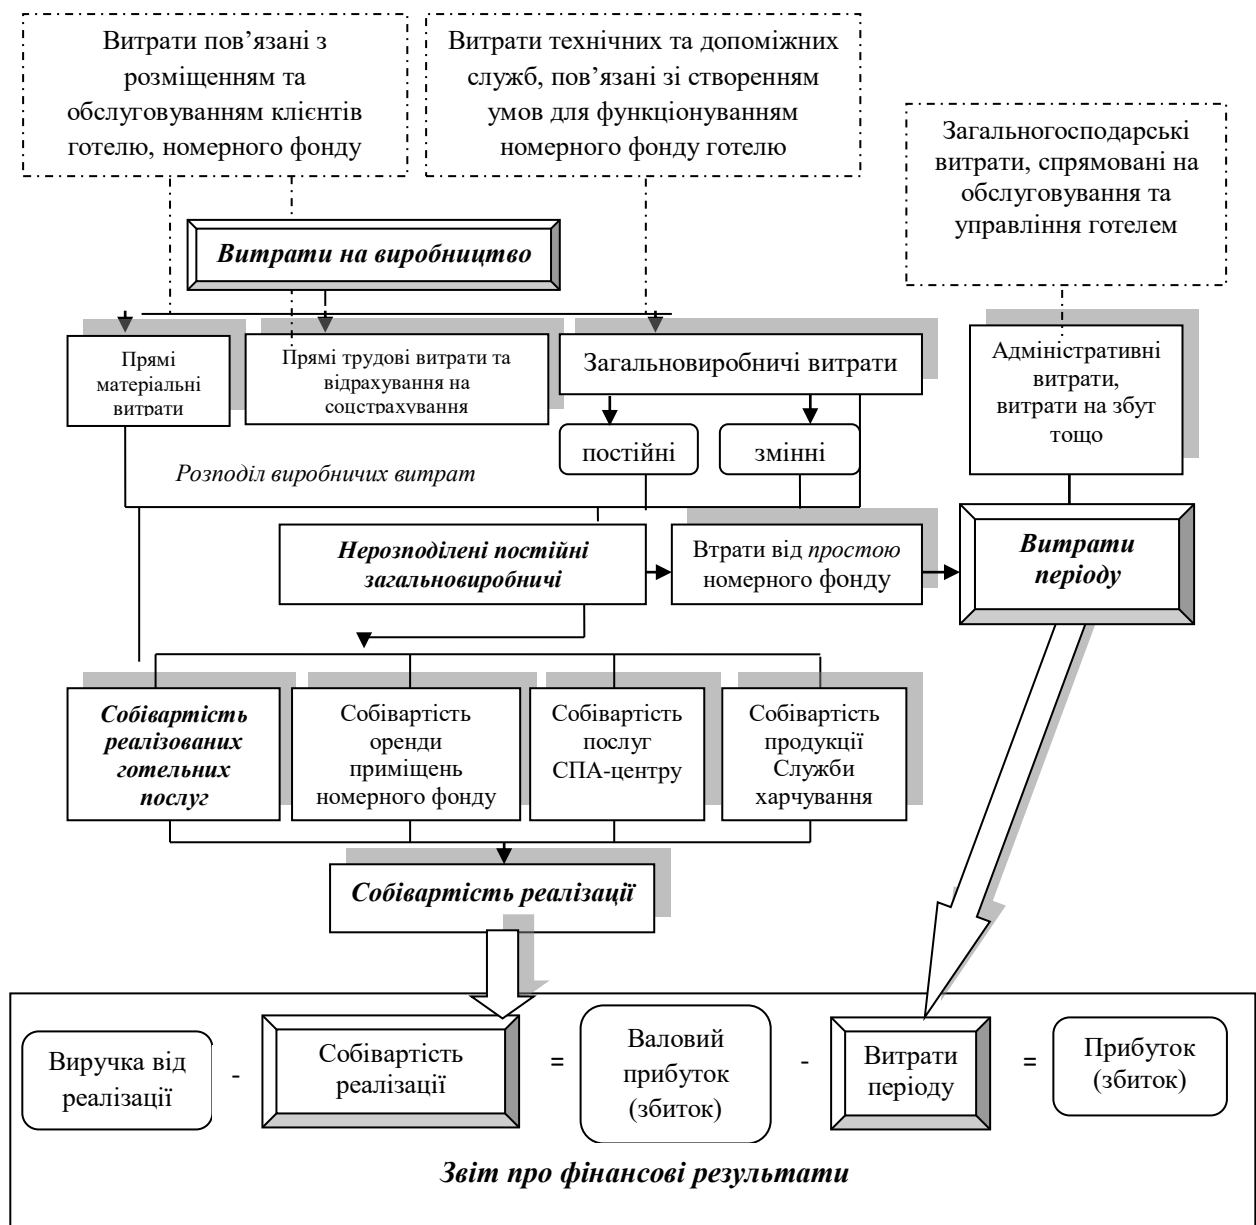 Витрати пов’язані з
розміщенням та
обслуговуванням клієнтів
готелю, номерного фонду
Витрати технічних та допоміжних
служб, пов’язані зі створенням
умов для функціонуванням
номерного фонду готелю
Загальногосподарські
витрати, спрямовані на
обслуговування та
управління готелем
Витрати на виробництво
Прямі
матеріальні
витрати
Прямі трудові витрати та
відрахування на
соцстрахування
Загальновиробничі витрати
Адміністративні
витрати,
витрати на збут
тощо
постійні
змінні
Розподіл виробничих витрат
Нерозподілені постійні
загальновиробничі
Втрати від простою
номерного фонду
Витрати
періоду
Собівартість
реалізованих
готельних
послуг
Собівартість
оренди
приміщень
номерного фонду
Собівартість
послуг
СПА-центру
Собівартість
продукції
Служби
харчування
Собівартість реалізації
Виручка від
реалізації
-
Собівартість
реалізації
=
Валовий
прибуток
(збиток)
-
Витрати
періоду
=
Прибуток
(збиток)
Звіт про фінансові результати